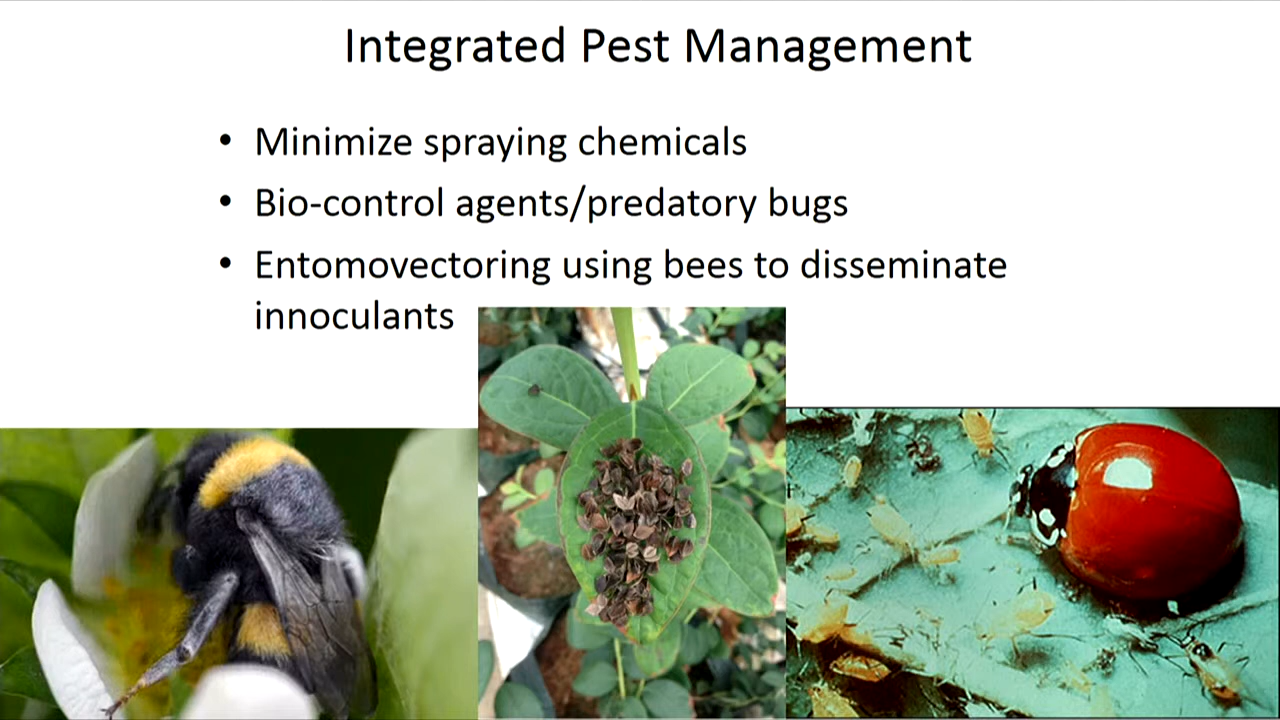 Integrated Pest Management
• Minimize spraying chemicals
• Bio-control agents/predatory bugs
• Entomovectoring using bees to disseminate
innoculants